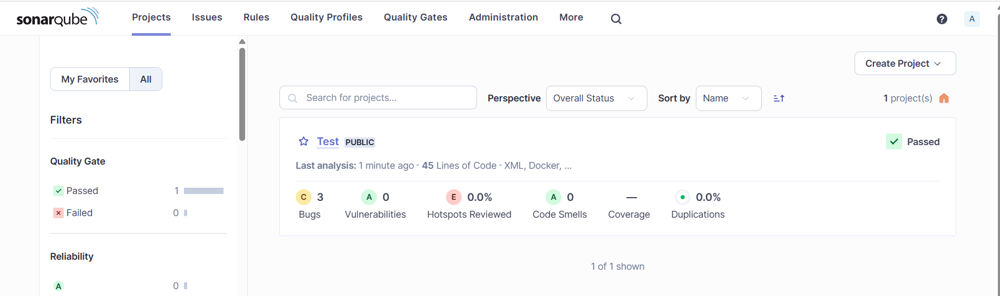 sonarqube Projects Issues Rules Quality Profiles Quality Gates Administration More ? A
My Favorites All
Filters
Quality Gate
Passed 1
Failed 0
Reliability
A 0
Create Project
Search for projects... Perspective Overall Status Sort by Name 1 project(s)
Test PUBLIC Passed
Last analysis: 1 minute ago • 45 Lines of Code • XML, Docker, ...
C 3 A 0 E 0.0% A 0 — 0.0%
Bugs Vulnerabilities Hotspots Reviewed Code Smells Coverage Duplications
1 of 1 shown